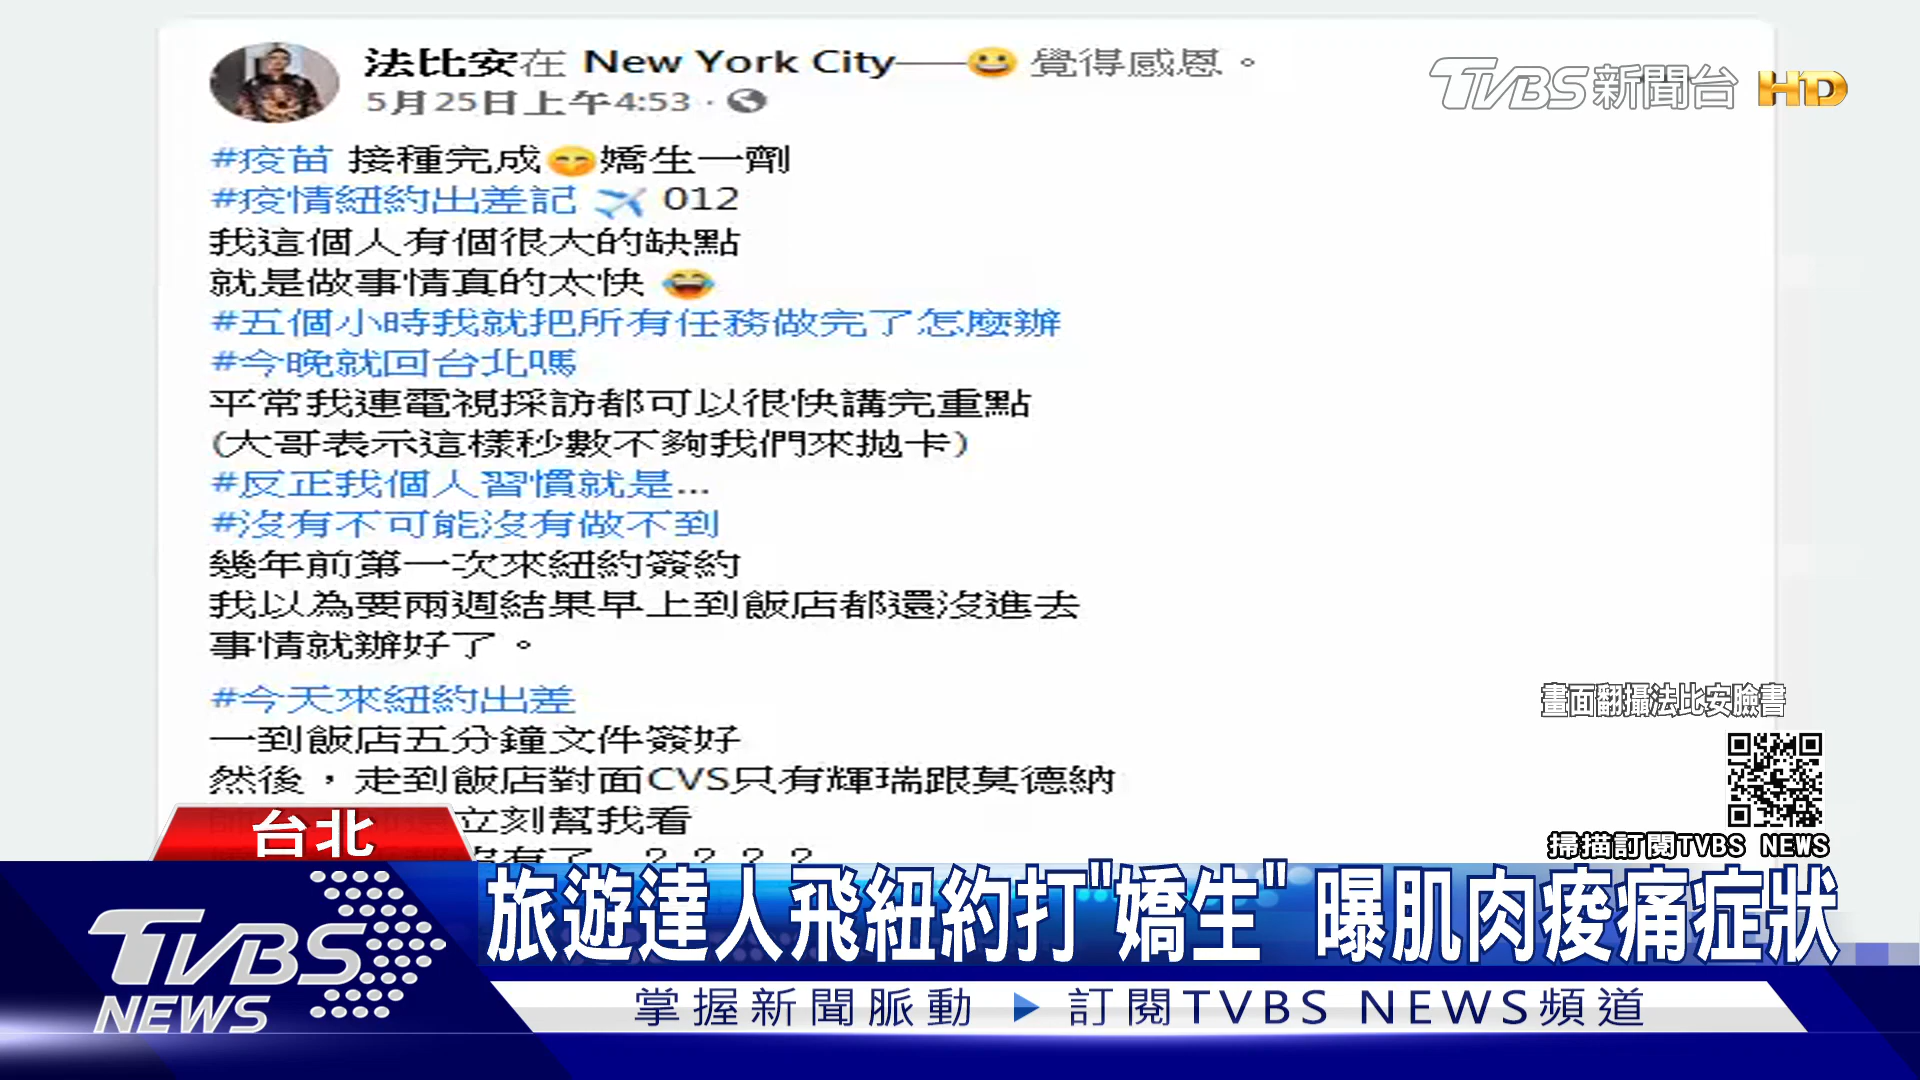 法比安在 New York City——😀 覺得感恩。
5月25日上午4:53 ·
TVBS新聞台 HD
#疫苗 接種完成😋嬌生一劑
#疫情紐約出差記 ✈️ 012
我這個人有個很大的缺點
就是做事情真的太快 😂
#五個小時我就把所有任務做完了怎麼辦
#今晚就回台北嗎
平常我連電視採訪都可以很快講完重點
(大哥表示這樣秒數不夠我們來拋卡)
#反正我個人習慣就是...
#沒有不可能沒有做不到
幾年前第一次來紐約簽約
我以為要兩週結果早上到飯店都還沒進去
事情就辦好了。
#今天來紐約出差
一到飯店五分鐘文件簽好
然後，走到飯店對面CVS只有輝瑞跟莫德納
立刻幫我看
沒有了 ? ? ? ?
畫面翻攝法比安臉書
掃描訂閱TVBS NEWS
台北
旅遊達人飛紐約打"嬌生" 曝肌肉痠痛症狀
TVBS NEWS
掌握新聞脈動 ▶ 訂閱TVBS NEWS頻道